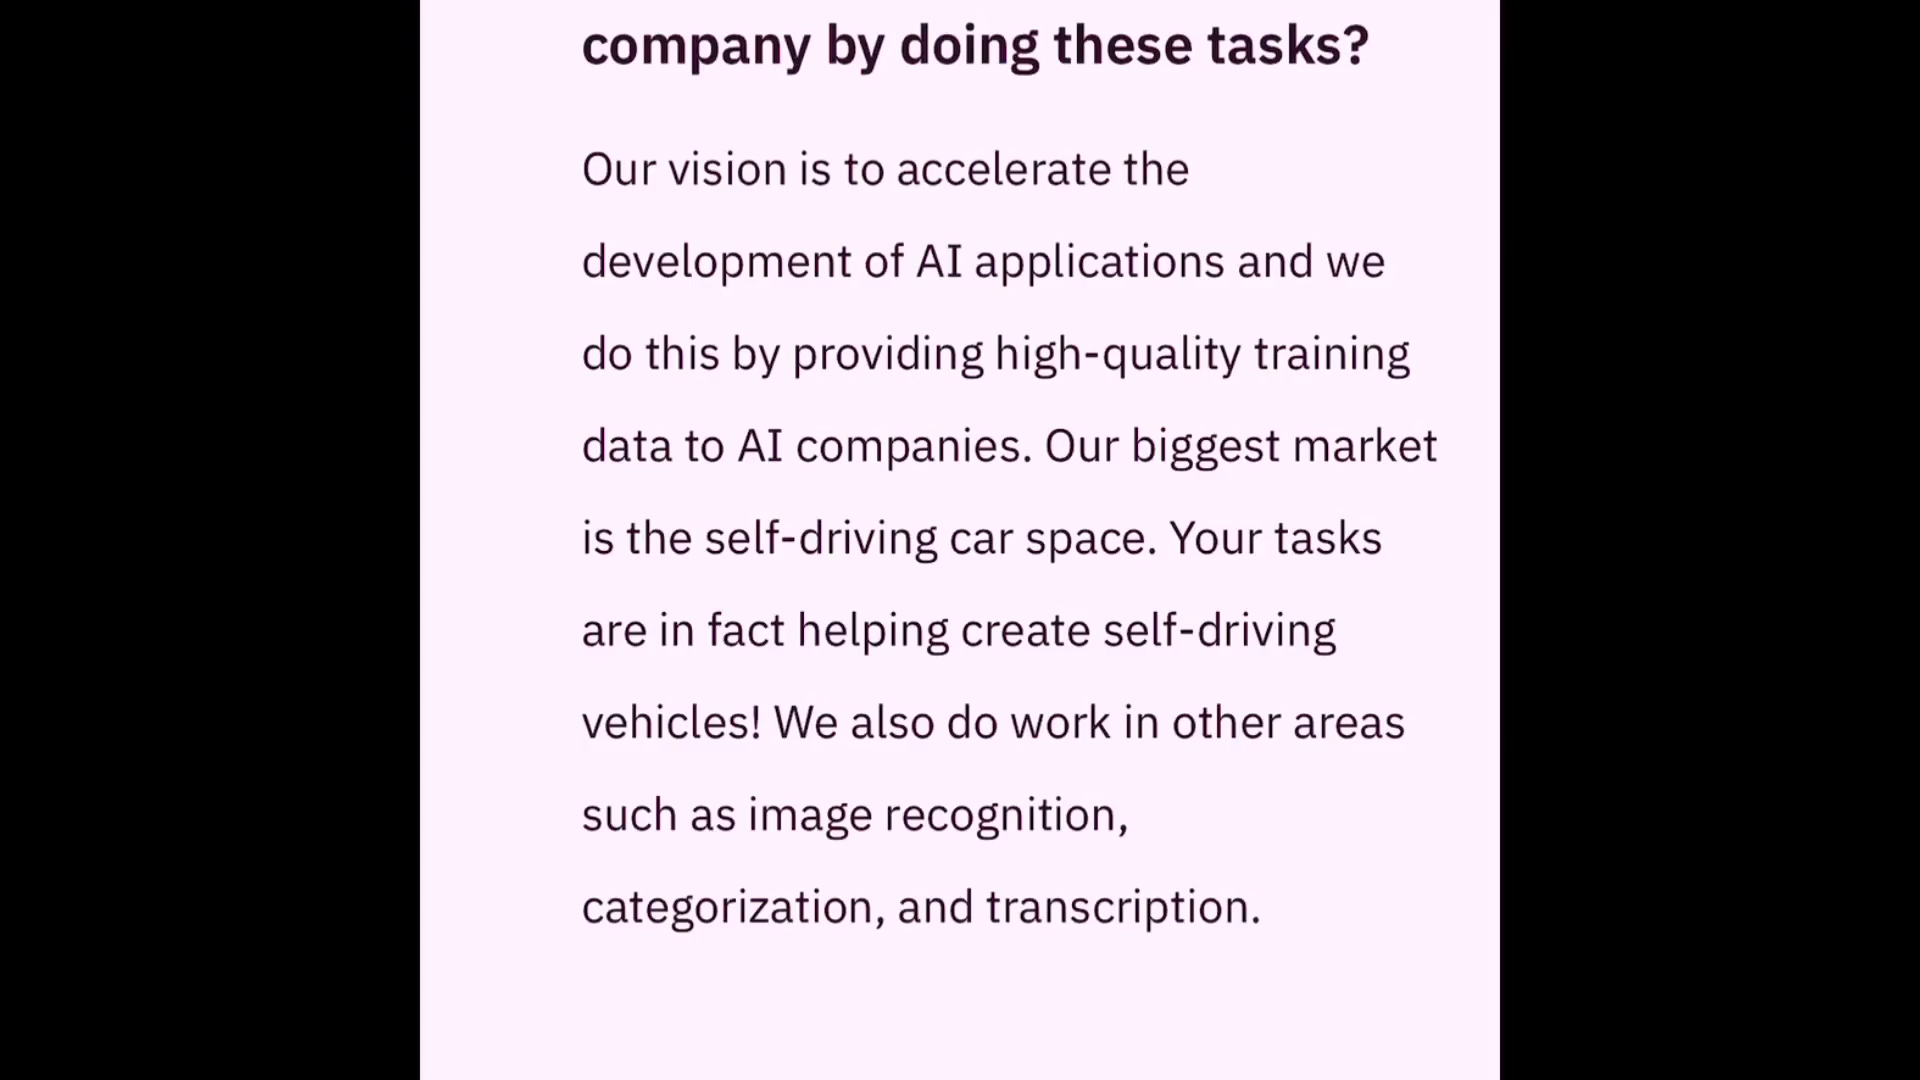 company by doing these tasks?
Our vision is to accelerate the
development of AI applications and we
do this by providing high-quality training
data to AI companies. Our biggest market
is the self-driving car space. Your tasks
are in fact helping create self-driving
vehicles! We also do work in other areas
such as image recognition,
categorization, and transcription.